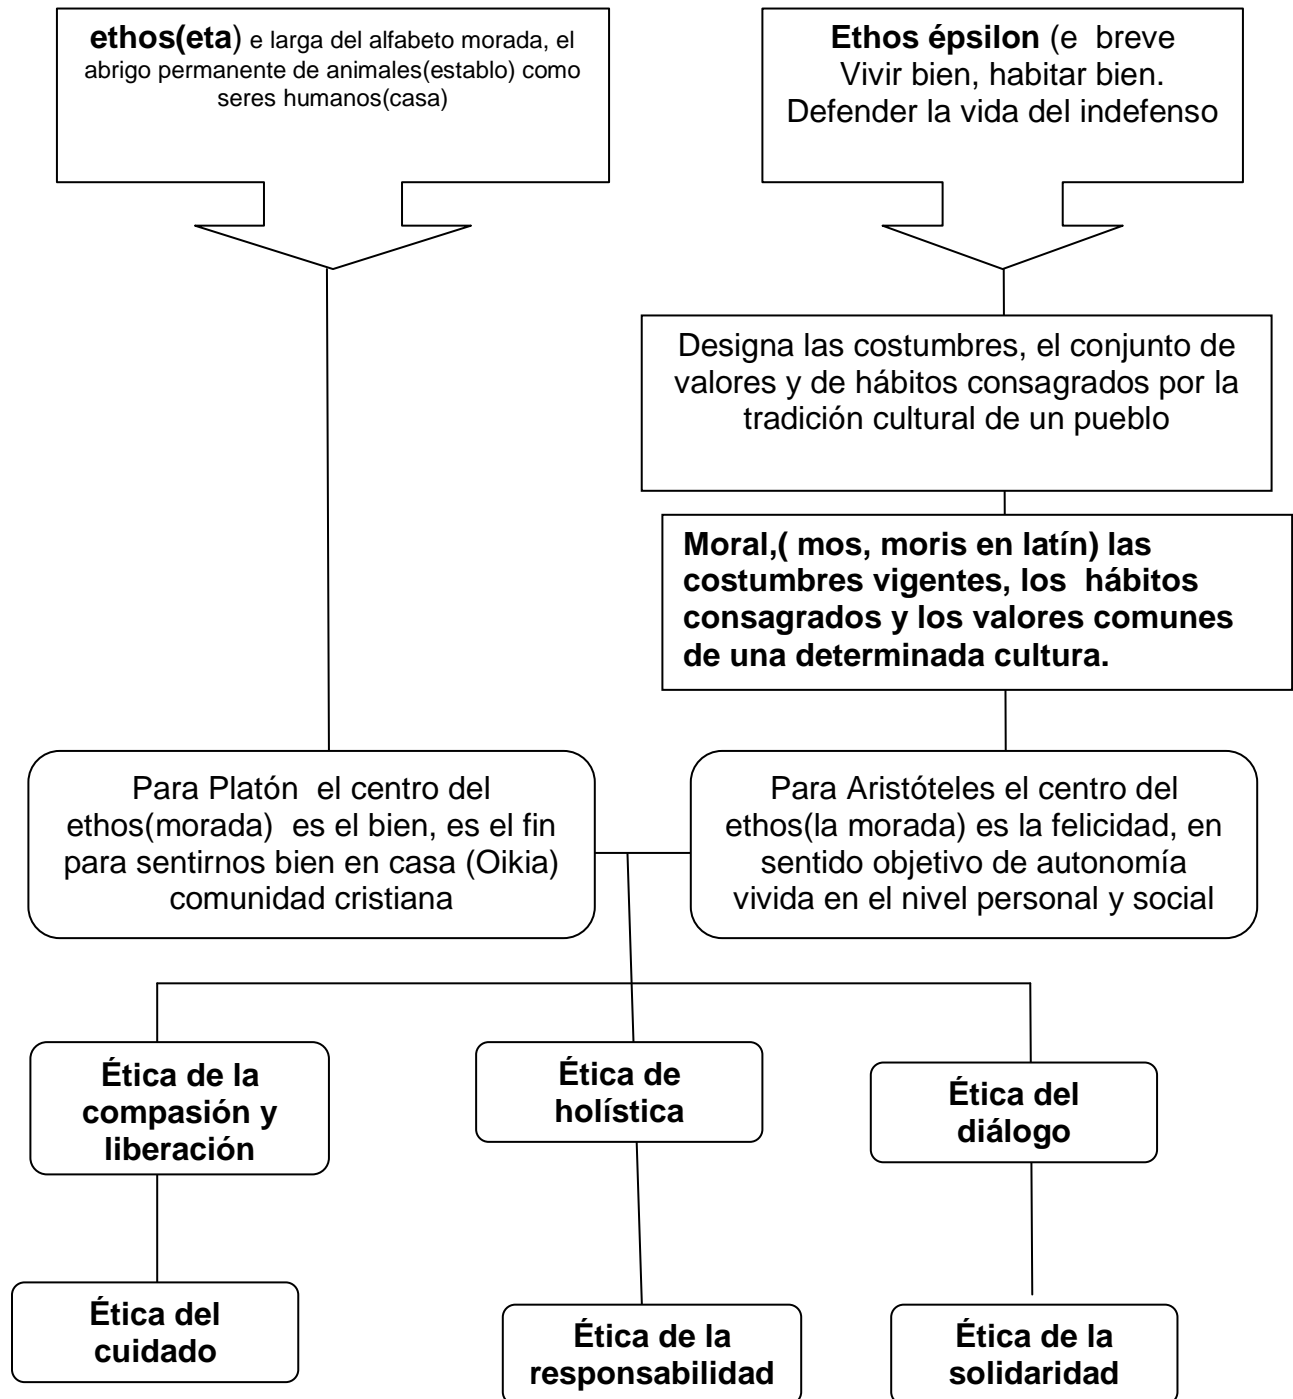 ethos(eta) e larga del alfabeto morada, el
abrigo permanente de animales(establo) como
seres humanos(casa)
Ethos épsilon (e breve
Vivir bien, habitar bien.
Defender la vida del indefenso
Designa las costumbres, el conjunto de
valores y de hábitos consagrados por la
tradición cultural de un pueblo
Moral,( mos, moris en latín) las
costumbres vigentes, los hábitos
consagrados y los valores comunes
de una determinada cultura.
Para Platón el centro del
ethos(morada) es el bien, es el fin
para sentirnos bien en casa (Oikia)
comunidad cristiana
Para Aristóteles el centro del
ethos(la morada) es la felicidad, en
sentido objetivo de autonomía
vivida en el nivel personal y social
Ética de la
compasión y
liberación
Ética de
holística
Ética del
diálogo
Ética del
cuidado
Ética de la
responsabilidad
Ética de la
solidaridad